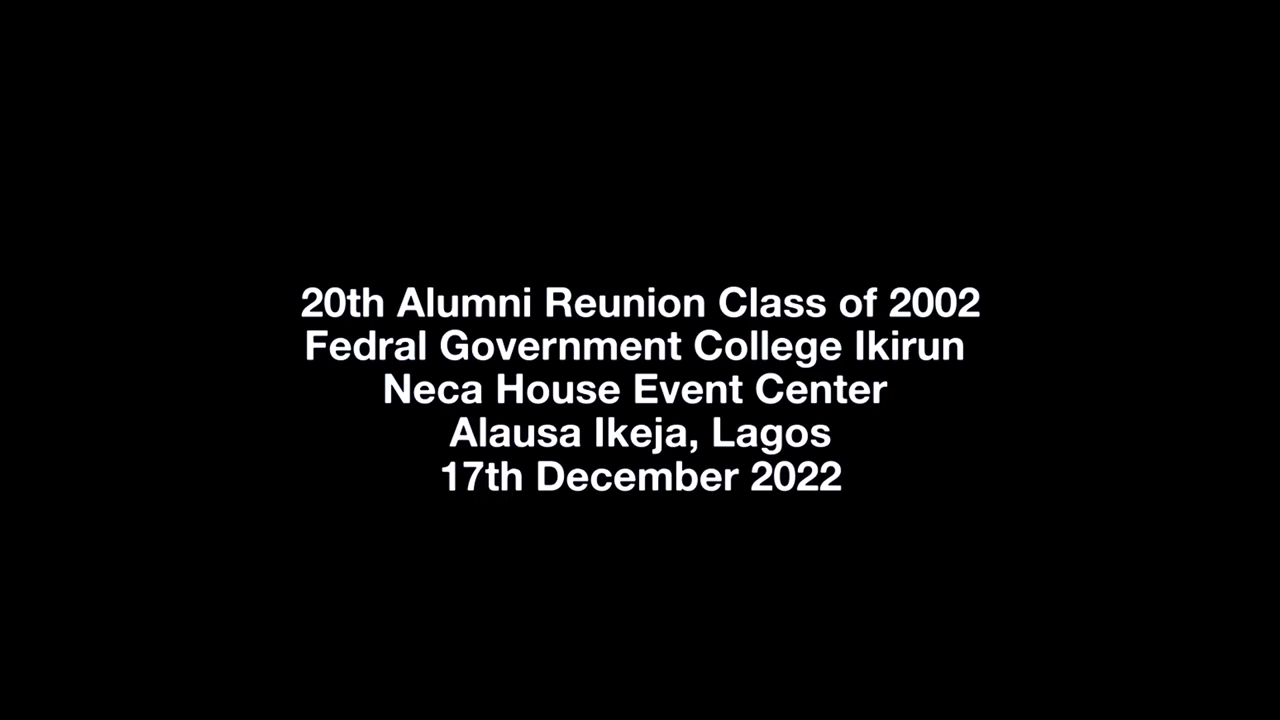 20th Alumni Reunion Class of 2002
Fedral Government College Ikirun
Neca House Event Center
Alausa Ikeja, Lagos
17th December 2022